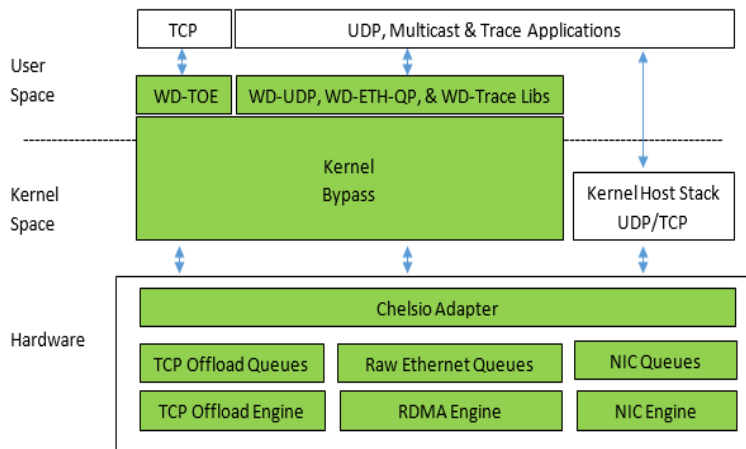 TCP
UDP, Multicast & Trace Applications
User
Space
WD-TOE
WD-UDP, WD-ETH-QP, & WD-Trace Libs
Kernel
Bypass
Kernel
Space
Kernel Host Stack
UDP/TCP
Chelsio Adapter
Hardware
TCP Offload Queues
Raw Ethernet Queues
NIC Queues
TCP Offload Engine
RDMA Engine
NIC Engine